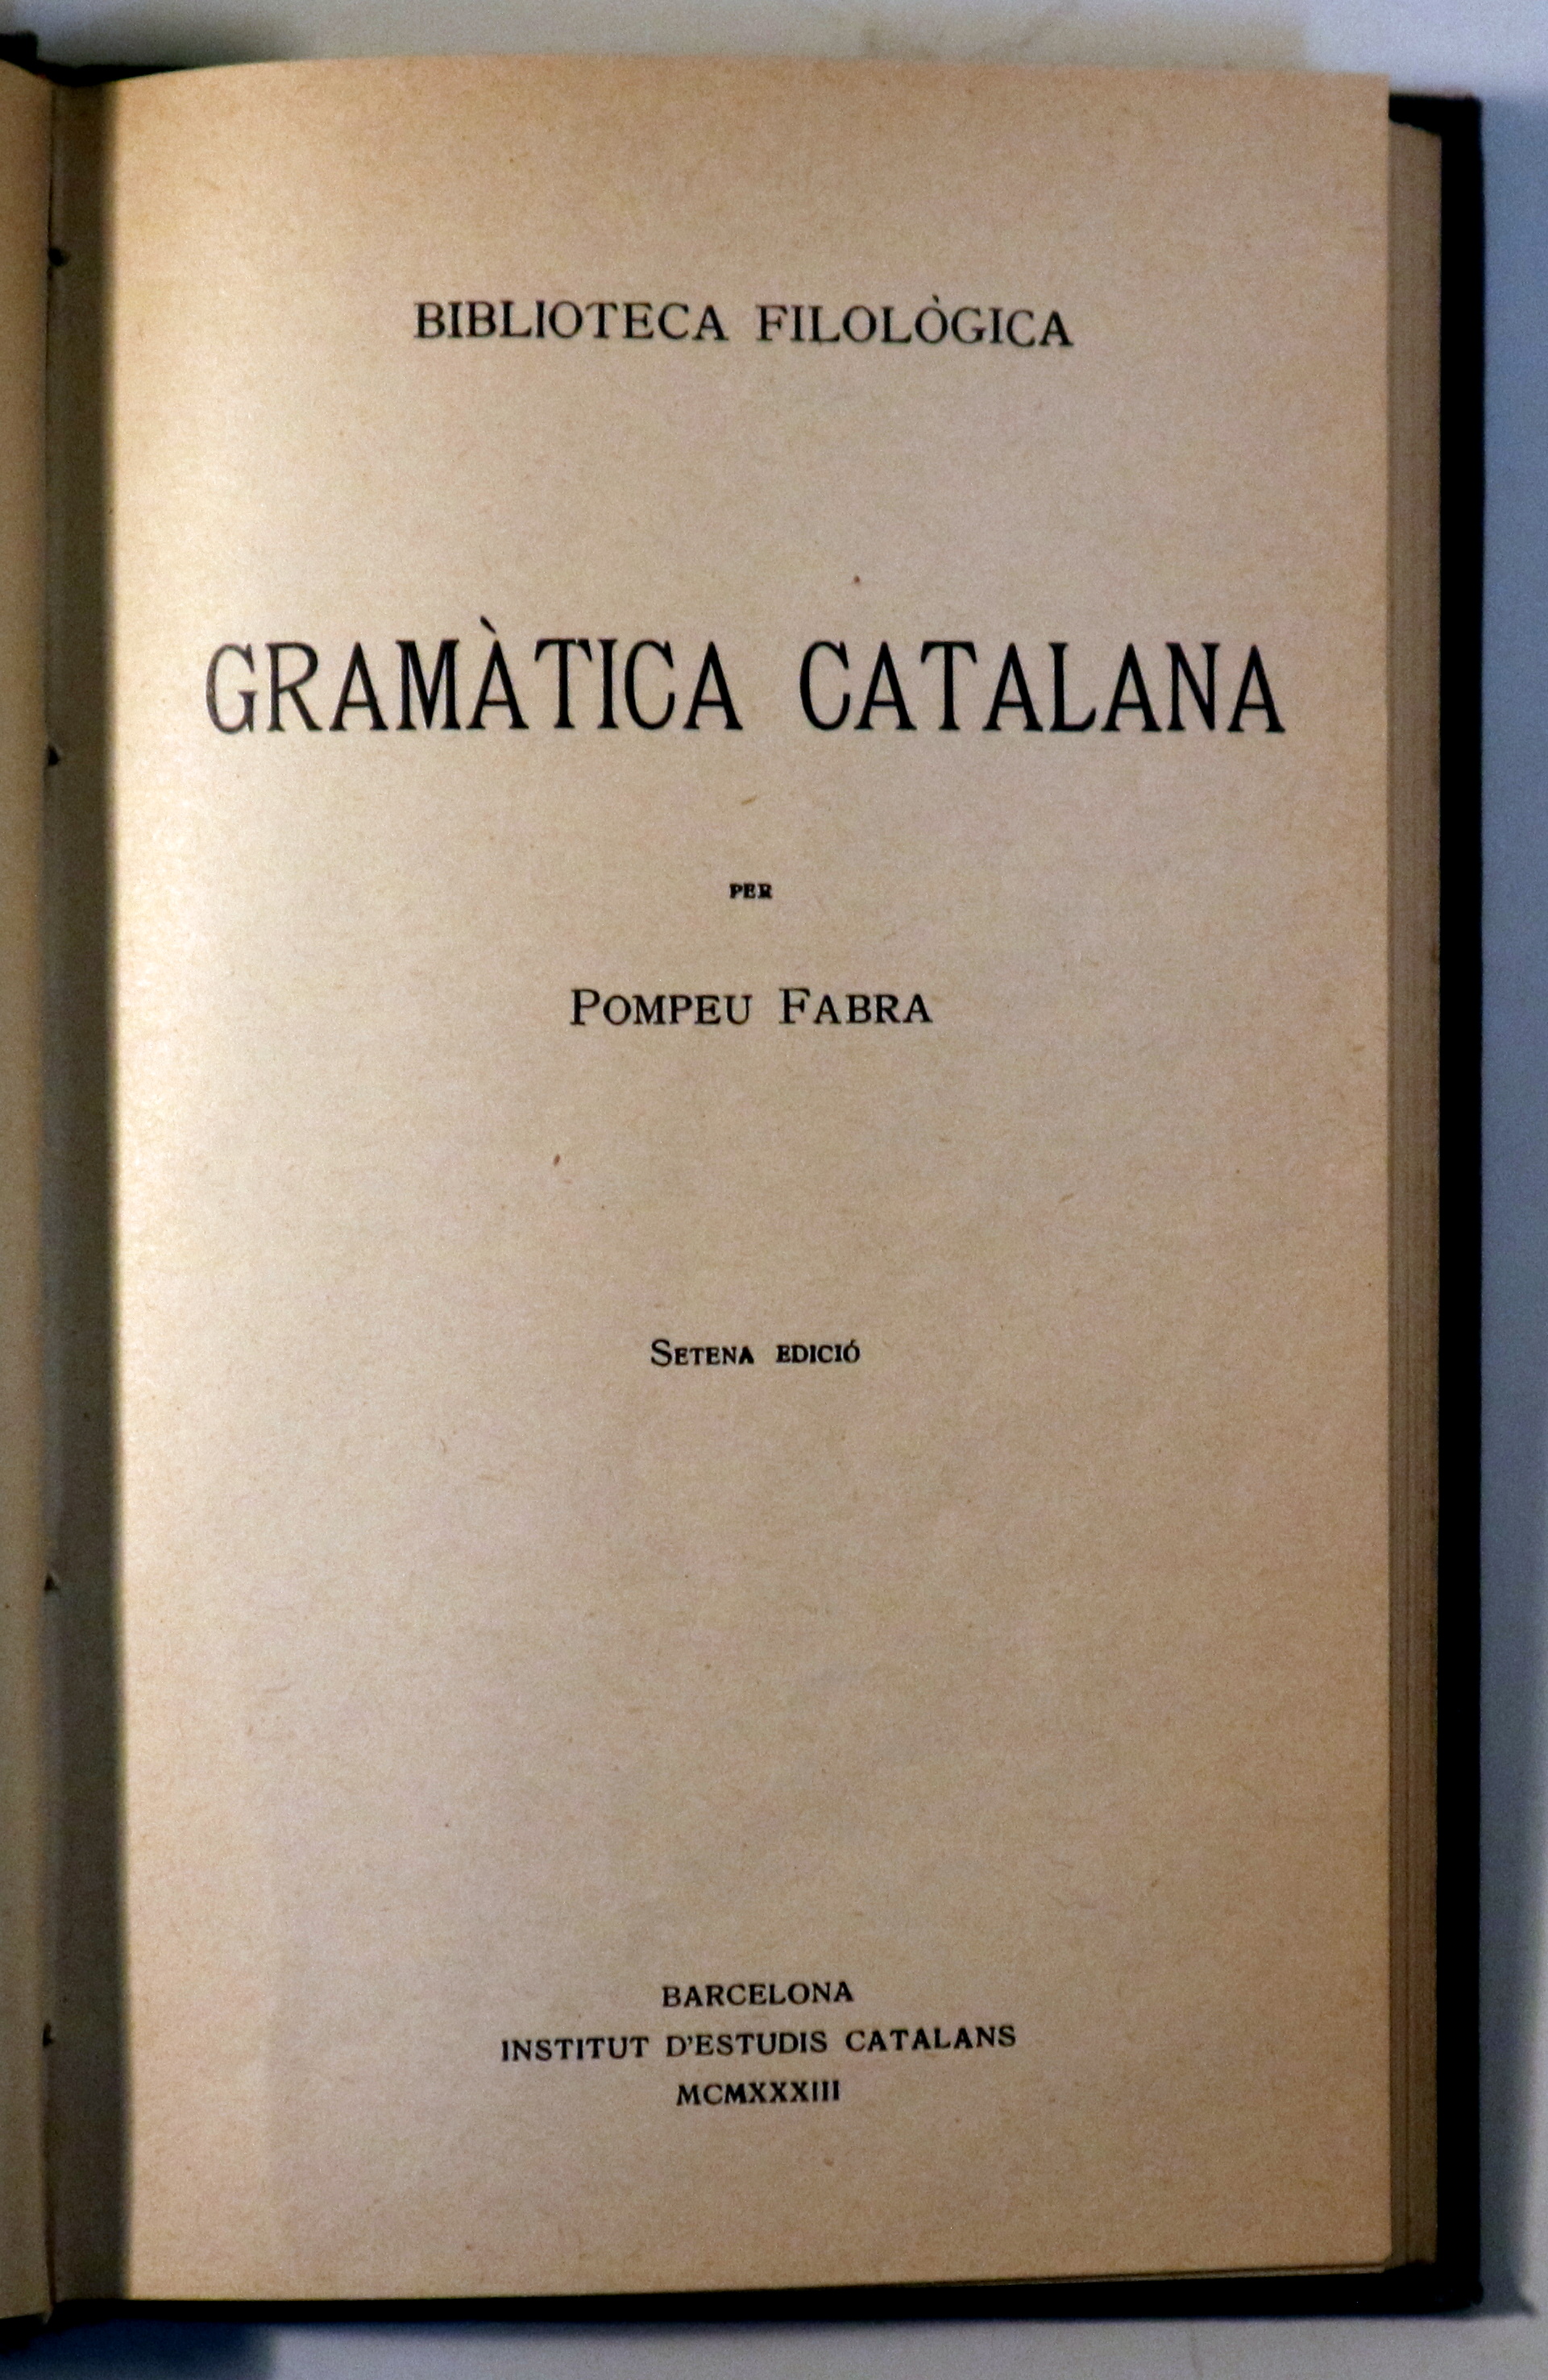 BIBLIOTECA FILOLÒGICA
GRAMÀTICA CATALANA
PER
POMPEU FABRA
SETENA EDICIÓ
BARCELONA
INSTITUT D'ESTUDIS CATALANS
MCMXXXIII